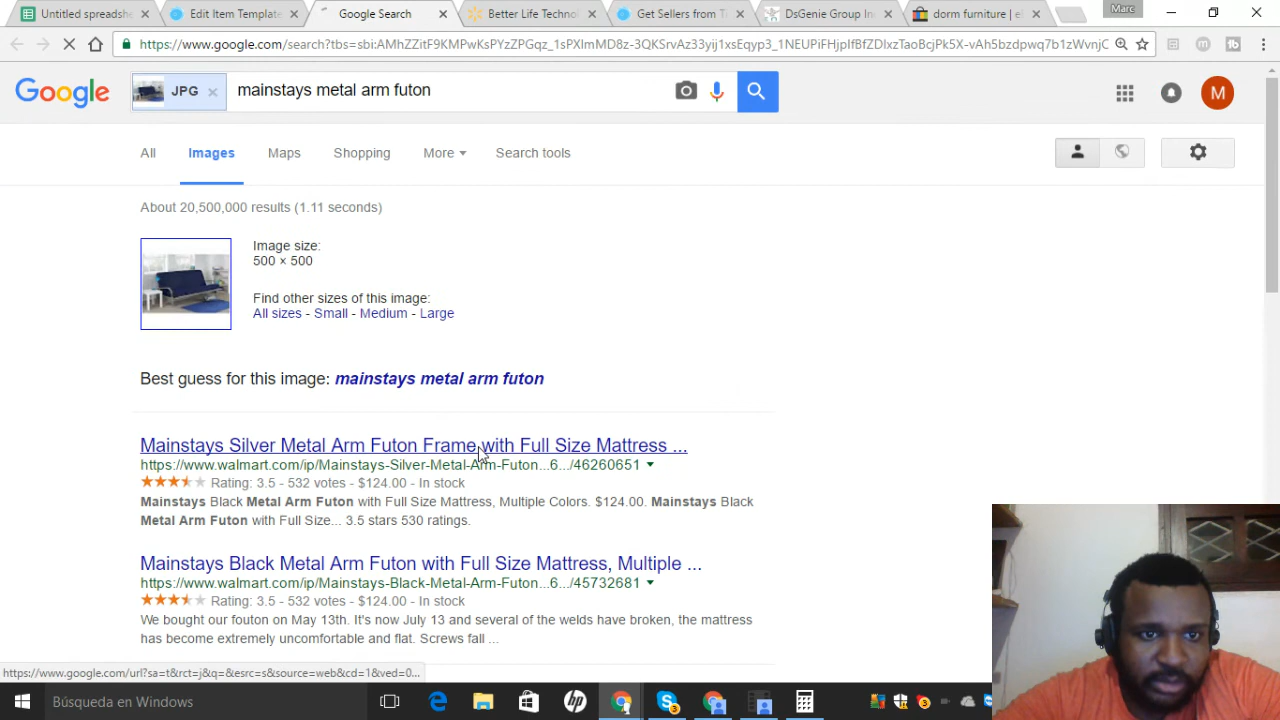 Untitled spreadsh
Edit Item Template
Google Search
Better Life Technol
Get Sellers from Ti
DsGenie Group Inc
dorm furniture | e
Marc
https://www.google.com/search?tbs=sbi:AMhZZitF9KMPwKsPYzZPGqz_1sPXImMD8z-3QKSrvAz33yij1xsEqyp3_1NEUPiFHjpIfBfZDIxzTaoBcjPk5X-vAh5bzdpwq7b1zWvnjC
Google
JPG
mainstays metal arm futon
M
All
Images
Maps
Shopping
More
Search tools
About 20,500,000 results (1.11 seconds)
Image size:
500 × 500
Find other sizes of this image:
All sizes - Small - Medium - Large
Best guess for this image: mainstays metal arm futon
Mainstays Silver Metal Arm Futon Frame with Full Size Mattress ...
https://www.walmart.com/ip/Mainstays-Silver-Metal-Arm-Futon...6.../46260651
Rating: 3.5 - 532 votes - $124.00 - In stock
Mainstays Black Metal Arm Futon with Full Size Mattress, Multiple Colors. $124.00. Mainstays Black
Metal Arm Futon with Full Size... 3.5 stars 530 ratings.
Mainstays Black Metal Arm Futon with Full Size Mattress, Multiple ...
https://www.walmart.com/ip/Mainstays-Black-Metal-Arm-Futon...6.../45732681
Rating: 3.5 - 532 votes - $124.00 - In stock
We bought our futon on May 13th. It's now July 13 and several of the welds have broken, the mattress
has become extremely uncomfortable and flat. Screws fall ...
https://www.google.com/url?sa=t&rct=j&q=&esrc=s&source=web&cd=1&ved=0...
Búsqueda en Windows